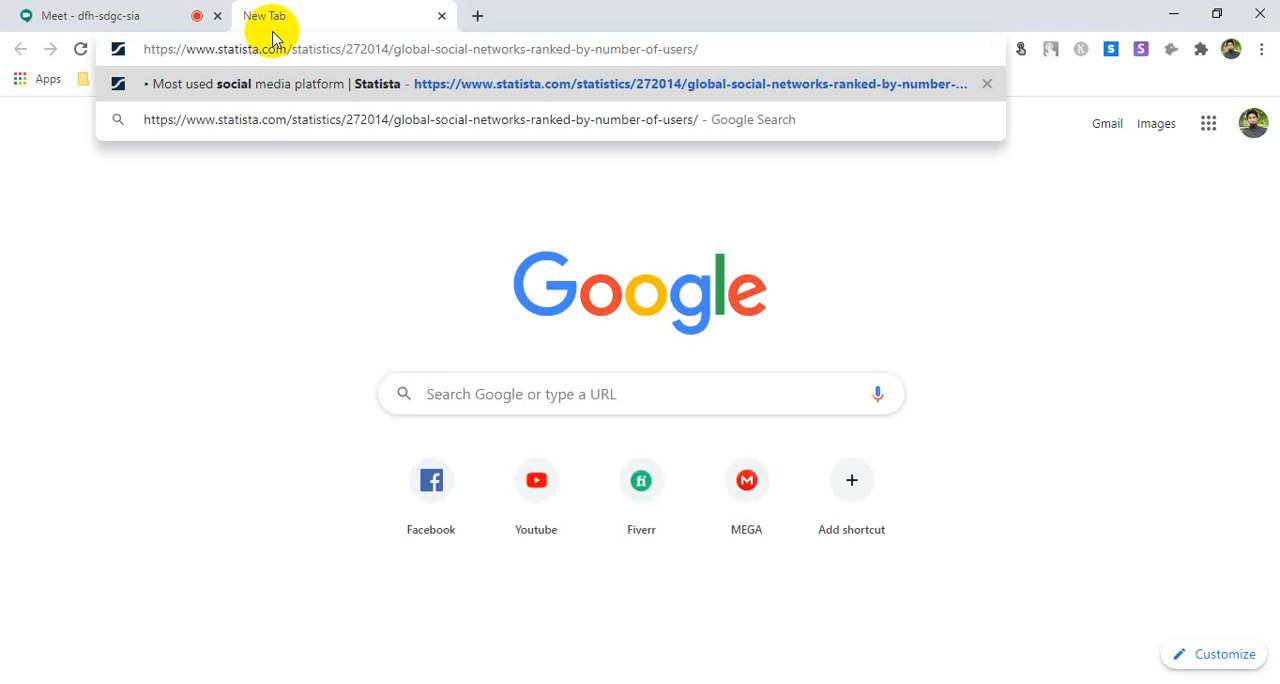 Meet - dfh-sdgc-sia
New Tab
https://www.statista.com/statistics/272014/global-social-networks-ranked-by-number-of-users/
Apps
• Most used social media platform | Statista - https://www.statista.com/statistics/272014/global-social-networks-ranked-by-number-...
https://www.statista.com/statistics/272014/global-social-networks-ranked-by-number-of-users/ - Google Search
Gmail Images
Google
Search Google or type a URL
Facebook Youtube Fiverr MEGA Add shortcut
Customize